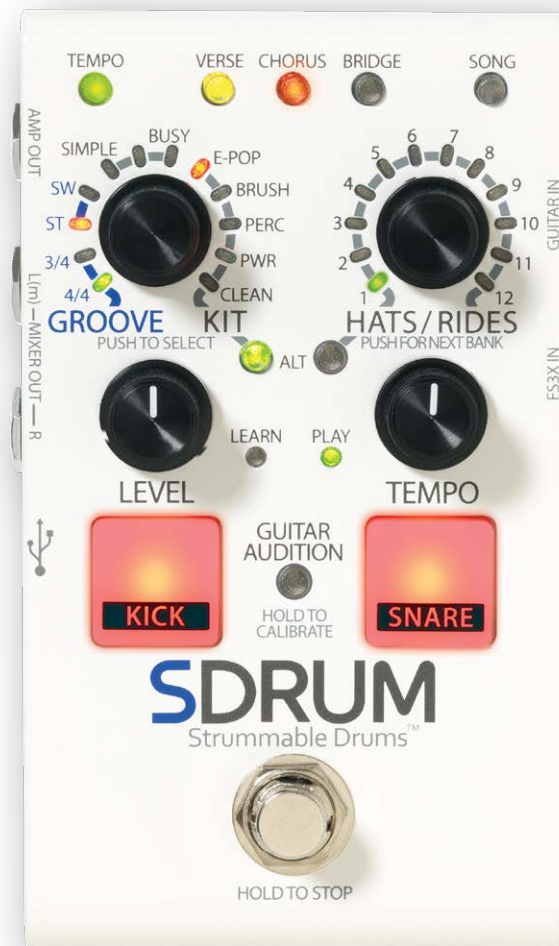 TEMPO VERSE CHORUS BRIDGE SONG
AMP OUT
L(m) — MIXER OUT — R
GUITAR IN
FS3X IN
SIMPLE BUSY
SW E-POP
ST BRUSH
3/4 PERC
4/4 PWR
CLEAN
GROOVE KIT
PUSH TO SELECT
1 2 3 4 5 6 7 8 9 10 11 12
HATS / RIDES
PUSH FOR NEXT BANK
ALT
LEARN PLAY
LEVEL TEMPO
GUITAR
AUDITION
KICK SNARE
HOLD TO
CALIBRATE
SDRUM
Strummable Drums™
HOLD TO STOP